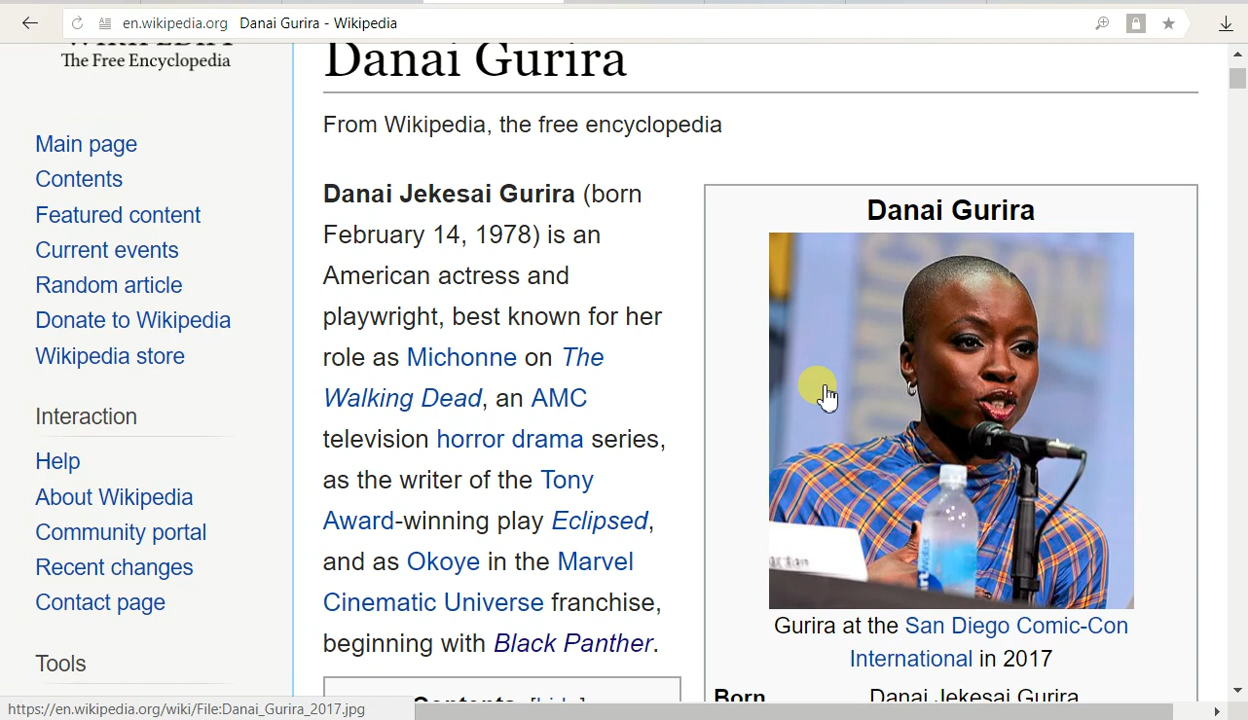 en.wikipedia.org Danai Gurira - Wikipedia
The Free Encyclopedia
Main page
Contents
Featured content
Current events
Random article
Donate to Wikipedia
Wikipedia store
Interaction
Help
About Wikipedia
Community portal
Recent changes
Contact page
Tools
Danai Gurira
From Wikipedia, the free encyclopedia
Danai Jekesai Gurira (born
February 14, 1978) is an
American actress and
playwright, best known for her
role as Michonne on The
Walking Dead, an AMC
television horror drama series,
as the writer of the Tony
Award-winning play Eclipsed,
and as Okoye in the Marvel
Cinematic Universe franchise,
beginning with Black Panther.
Contents [hide]
Danai Gurira
Gurira at the San Diego Comic-Con
International in 2017
Born Danai Jekesai Gurira
https://en.wikipedia.org/wiki/File:Danai_Gurira_2017.jpg